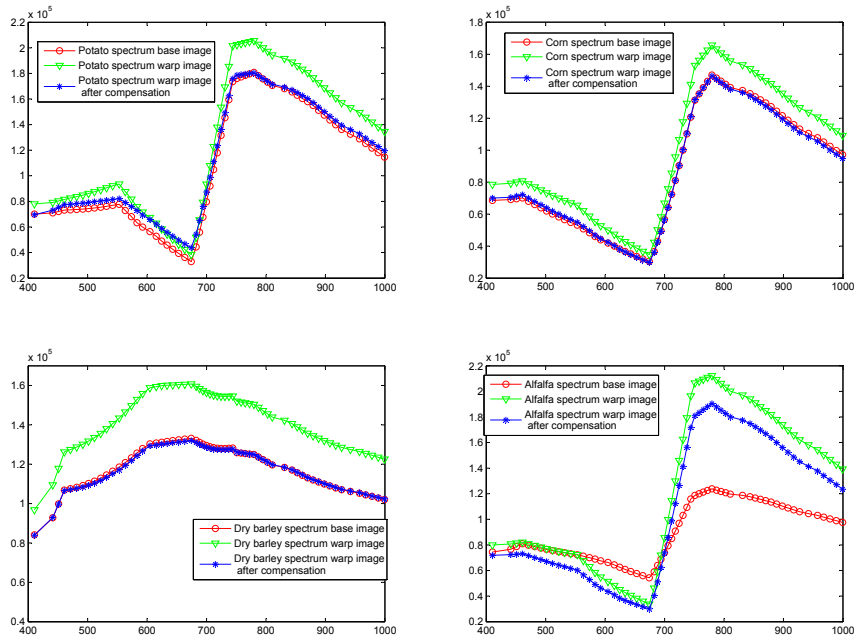 x 10^5
2.2
2
1.8
1.6
1.4
1.2
1
0.8
0.6
0.4
0.2
400 500 600 700 800 900 1000
Potato spectrum base image
Potato spectrum warp image
Potato spectrum warp image
after compensation
x 10^5
1.8
1.6
1.4
1.2
1
0.8
0.6
0.4
0.2
400 500 600 700 800 900 1000
Corn spectrum base image
Corn spectrum warp image
Corn spectrum warp image
after compensation
x 10^5
1.6
1.4
1.2
1
0.8
0.6
0.4
400 500 600 700 800 900 1000
Dry barley spectrum base image
Dry barley spectrum warp image
Dry barley spectrum warp image
after compensation
x 10^5
2.2
2
1.8
1.6
1.4
1.2
1
0.8
0.6
0.4
0.2
400 500 600 700 800 900 1000
Alfalfa spectrum base image
Alfalfa spectrum warp image
Alfalfa spectrum warp image
after compensation